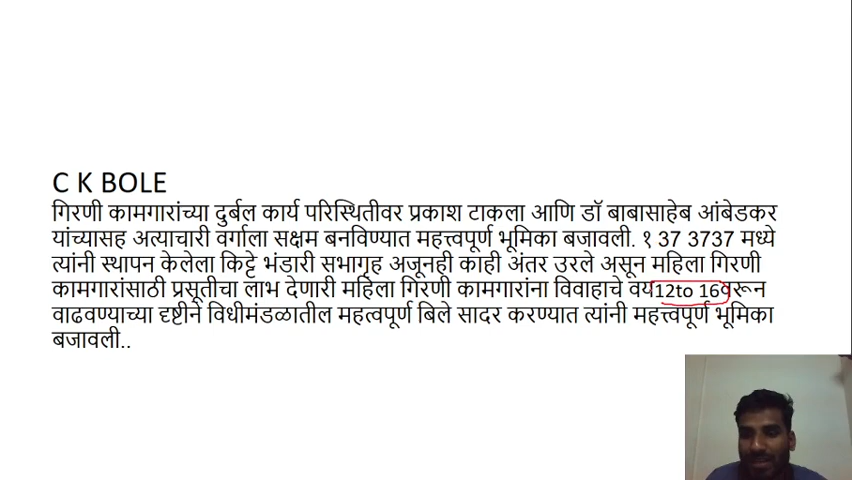 C K BOLE
गिरणी कामगारांच्या दुर्बल कार्य परिस्थितीवर प्रकाश टाकला आणि डॉ बाबासाहेब आंबेडकर
यांच्यासह अत्याचारी वर्गाला सक्षम बनविण्यात महत्त्वपूर्ण भूमिका बजावली. १ 37 3737 मध्ये
त्यांनी स्थापन केलेला किट्टे भंडारी सभागृह अजूनही काही अंतर उरले असून महिला गिरणी
कामगारांसाठी प्रसूतीचा लाभ देणारी महिला गिरणी कामगारांना विवाहाचे वय12to 16वरून
वाढवण्याच्या दृष्टीने विधीमंडळातील महत्वपूर्ण बिले सादर करण्यात त्यांनी महत्त्वपूर्ण भूमिका
बजावली..